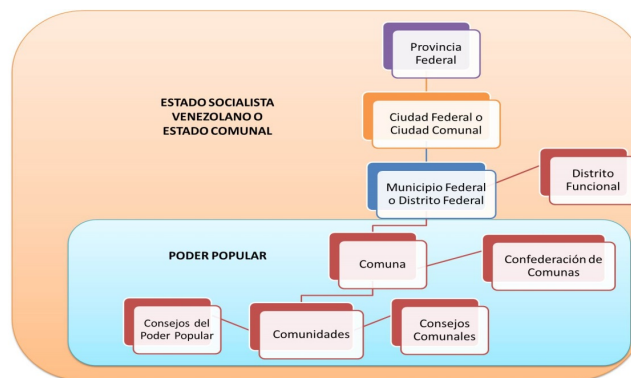 Provincia
Federal
ESTADO SOCIALISTA
VENEZOLANO O
ESTADO COMUNAL
Ciudad Federal o
Ciudad Comunal
Municipio Federal
o Distrito Federal
Distrito
Funcional
PODER POPULAR
Comuna
Confederación de
Comunas
Consejos del
Poder Popular
Comunidades
Consejos
Comunales